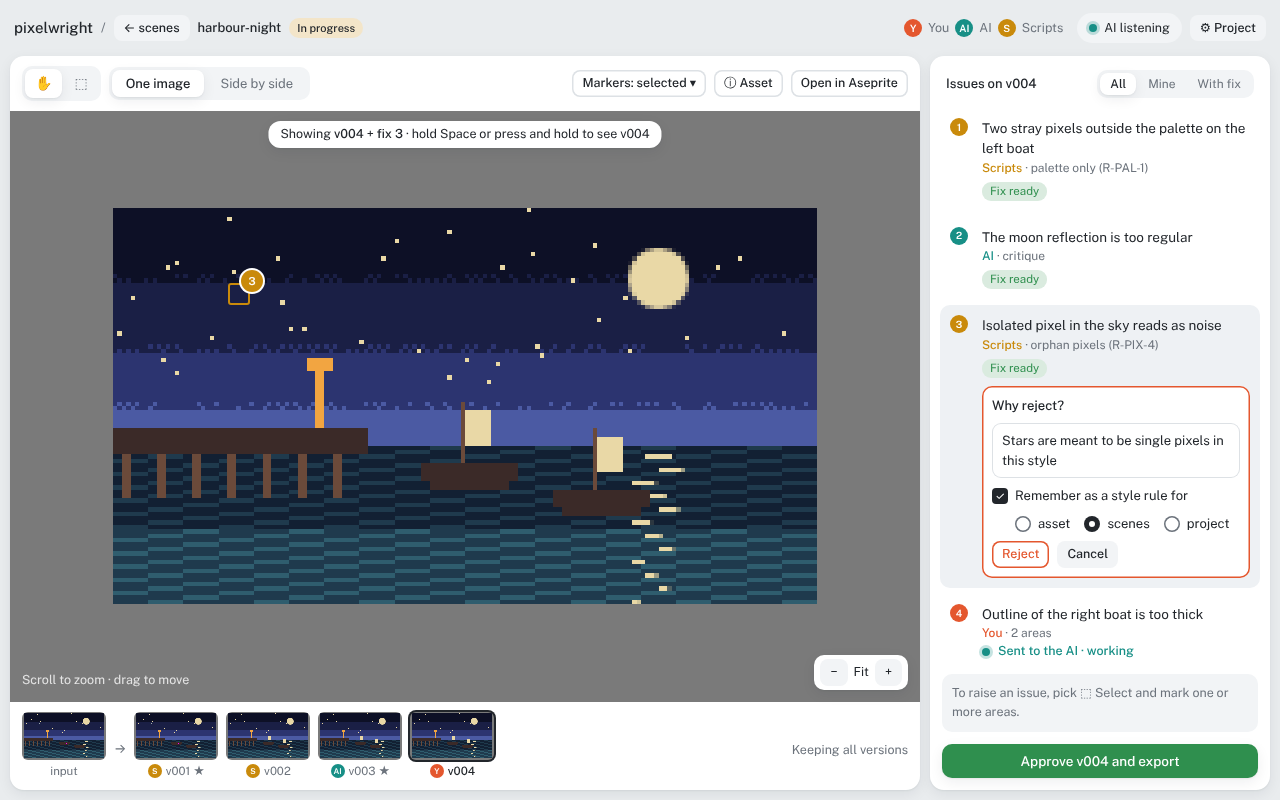 pixelwright / ← scenes harbour-night In progress
Y You AI AI S Scripts AI listening ⚙ Project
✋ ⬚ One image Side by side
Markers: selected ▾ ⓘ Asset Open in Aseprite
Showing v004 + fix 3 · hold Space or press and hold to see v004
3
Scroll to zoom · drag to move
− Fit +
input → S v001 ★ S v002 AI v003 ★ Y v004
Keeping all versions
Issues on v004 All Mine With fix
1 Two stray pixels outside the palette on the
left boat
Scripts · palette only (R-PAL-1)
Fix ready
2 The moon reflection is too regular
AI · critique
Fix ready
3 Isolated pixel in the sky reads as noise
Scripts · orphan pixels (R-PIX-4)
Fix ready
Why reject?
Stars are meant to be single pixels in
this style
Remember as a style rule for
asset scenes project
Reject Cancel
4 Outline of the right boat is too thick
You · 2 areas
Sent to the AI · working
To raise an issue, pick ⬚ Select and mark one or
more areas.
Approve v004 and export